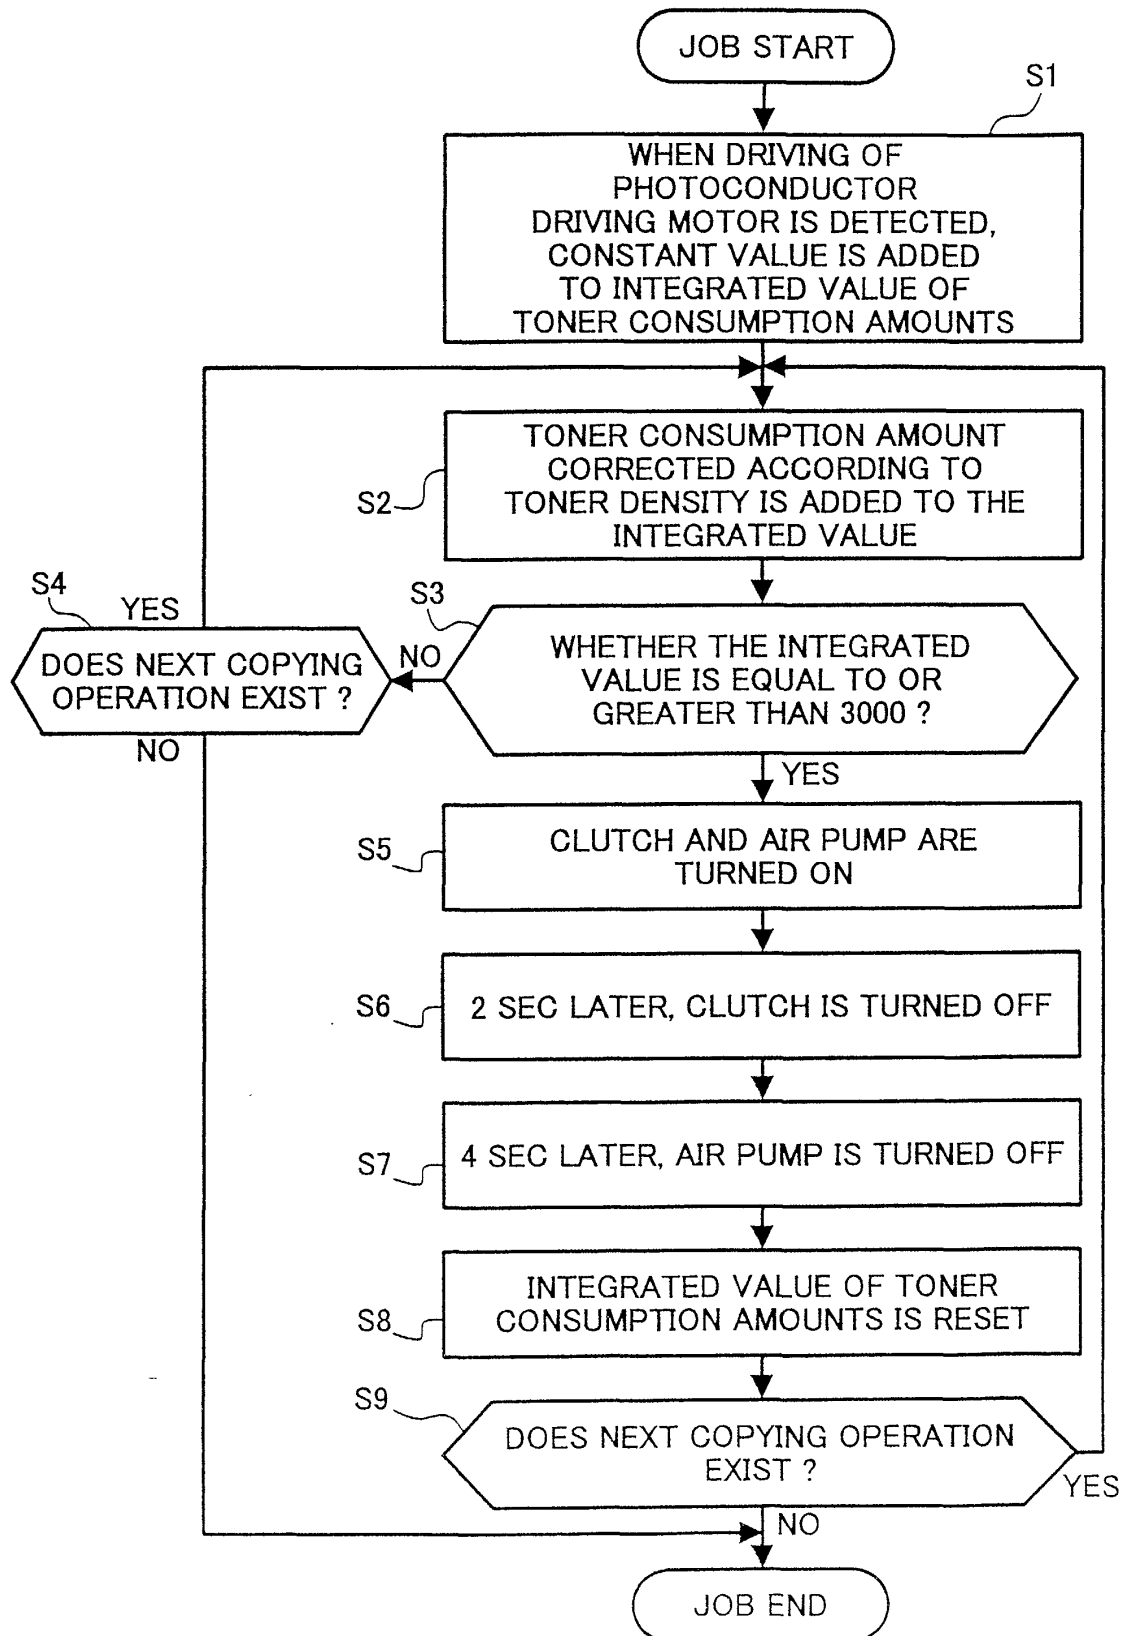 JOB START
S1
WHEN DRIVING OF
PHOTOCONDUCTOR
DRIVING MOTOR IS DETECTED,
CONSTANT VALUE IS ADDED
TO INTEGRATED VALUE OF
TONER CONSUMPTION AMOUNTS
S2
TONER CONSUMPTION AMOUNT
CORRECTED ACCORDING TO
TONER DENSITY IS ADDED TO THE
INTEGRATED VALUE
S3
WHETHER THE INTEGRATED
VALUE IS EQUAL TO OR
GREATER THAN 3000 ?
NO
S4
YES
DOES NEXT COPYING
OPERATION EXIST ?
NO
YES
S5
CLUTCH AND AIR PUMP ARE
TURNED ON
S6
2 SEC LATER, CLUTCH IS TURNED OFF
S7
4 SEC LATER, AIR PUMP IS TURNED OFF
S8
INTEGRATED VALUE OF TONER
CONSUMPTION AMOUNTS IS RESET
S9
DOES NEXT COPYING OPERATION
EXIST ?
YES
NO
JOB END